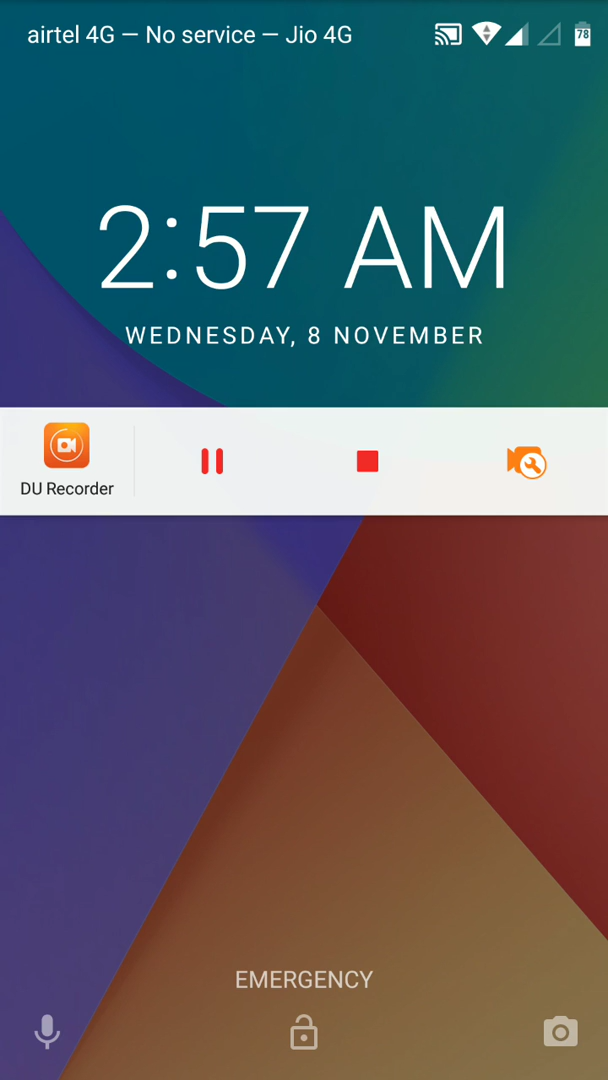 airtel 4G — No service — Jio 4G
78
2:57 AM
WEDNESDAY, 8 NOVEMBER
DU Recorder
EMERGENCY